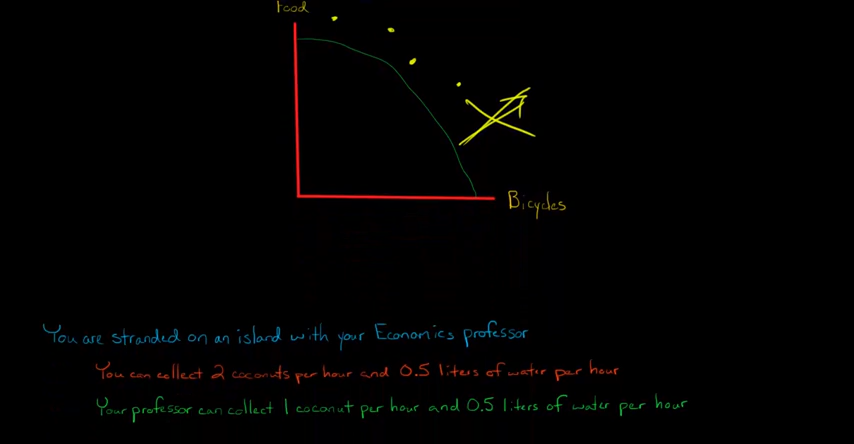 Food
Bicycles
You are stranded on an island with your Economics professor
You can collect 2 coconuts per hour and 0.5 liters of water per hour
Your professor can collect 1 coconut per hour and 0.5 liters of water per hour